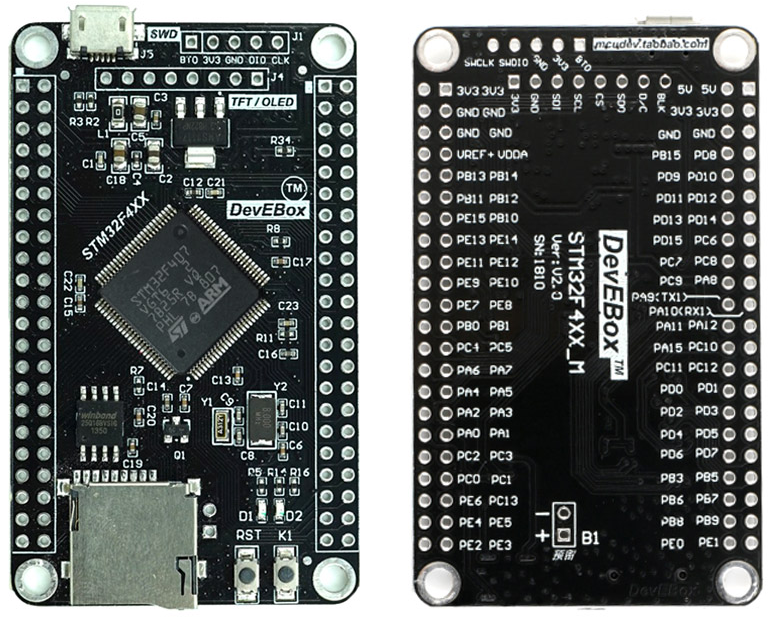 SWD
J5
BT0 3V3 GND DIO CLK
J1
J4
TFT/OLED
R3 R2
L1
C3
C5
R34
C1
C18
C4
C2
C12 C21
TM
DevEBox
STM32F4XX
R8
C17
STM32F407
ARM
ST
C22
C15
C23
R11
C16
C13
R7
C14
C7
Y2
Y1
C9
C11
C10
C6
C8
C20
winbond
Q1
C19
R5 R14 R16
D1
D2
RST K1
mcudev.taobao.com
SWCLK SWDIO GND 3V3 BT0
3V3 GND SDI SCL CS SDO D/C BLK
3V3 3V3 5V 5V
GND GND 3V3 3V3
GND GND GND GND
VREF+ VDDA PB15 PD8
PB13 PB14 PD9 PD10
PB11 PB12 PD11 PD12
PE15 PB10 PD13 PD14
PE13 PE14 PD15 PC6
PE11 PE12 PC7 PC8
PE9 PE10 PC9 PA8
PE7 PE8 PA9(TX1)
PA10(RX1)
PB0 PB1 PA11 PA12
PC4 PC5 PA15 PC10
PA6 PA7 PC11 PC12
PA4 PA5 PD0 PD1
PA2 PA3 PD2 PD3
PA0 PA1 PD4 PD5
PC2 PC3 PD6 PD7
PC0 PC1 PB3 PB5
PE6 PC13 PB6 PB7
PE4 PE5 PB8 PB9
PE2 PE3 PE0 PE1
DevEBox TM
STM32F4XX_M
Ver:V2.0
SN:1810
－
+
B1
预留
DevEBox